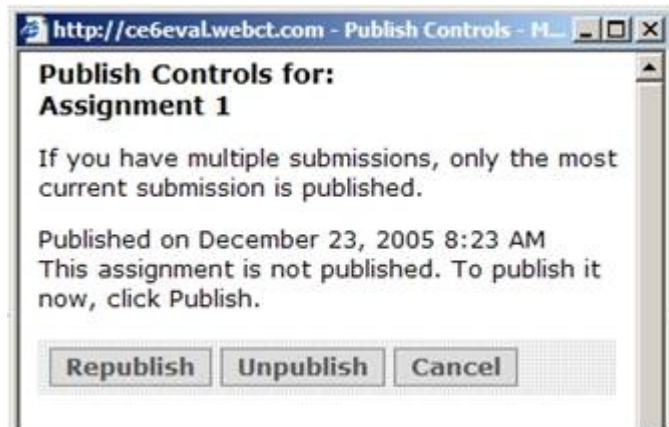 http://ce6eval.webct.com - Publish Controls - M...
Publish Controls for:
Assignment 1
If you have multiple submissions, only the most
current submission is published.
Published on December 23, 2005 8:23 AM
This assignment is not published. To publish it
now, click Publish.
Republish Unpublish Cancel